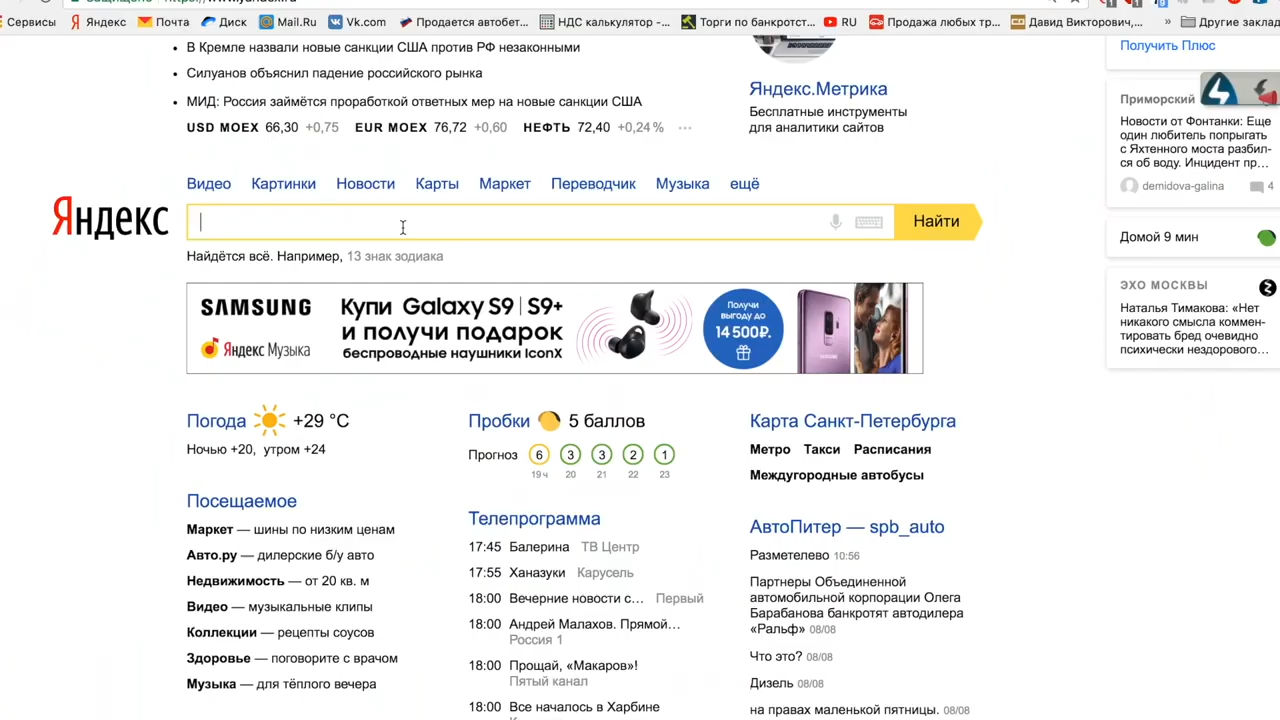 Сервисы Яндекс Почта Диск Mail.Ru Vk.com Продается автобет... НДС калькулятор -... Торги по банкротст... RU Продажа любых тр... Давид Викторович,... » Другие заклад
В Кремле назвали новые санкции США против РФ незаконными
Силуанов объяснил падение российского рынка
МИД: Россия займётся проработкой ответных мер на новые санкции США
USD MOEX 66,30 +0,75 EUR MOEX 76,72 +0,60 НЕФТЬ 72,40 +0,24 % ...
Яндекс.Метрика
Бесплатные инструменты
для аналитики сайтов
Получить Плюс
Приморский
Новости от Фонтанки: Еще
один любитель попрыгать
с Яхтенного моста разбил-
ся об воду. Инцидент пр...
demidova-galina 4
Видео Картинки Новости Карты Маркет Переводчик Музыка ещё
Яндекс
Найти
Найдётся всё. Например, 13 знак зодиака
Домой 9 мин
ЭХО МОСКВЫ
Наталья Тимакова: «Нет
никакого смысла коммен-
тировать бред очевидно
психически нездорового...
SAMSUNG
Яндекс Музыка
Купи Galaxy S9 | S9+
и получи подарок
беспроводные наушники IconX
Получи
выгоду до
14 500₽.
Погода +29 °C
Ночью +20, утром +24
Пробки 5 баллов
Прогноз 6 3 3 2 1
19 ч 20 21 22 23
Карта Санкт-Петербурга
Метро Такси Расписания
Междугородные автобусы
Посещаемое
Маркет — шины по низким ценам
Авто.ру — дилерские б/у авто
Недвижимость — от 20 кв. м
Видео — музыкальные клипы
Коллекции — рецепты соусов
Здоровье — поговорите с врачом
Музыка — для тёплого вечера
Телепрограмма
17:45 Балерина ТВ Центр
17:55 Ханазуки Карусель
18:00 Вечерние новости с... Первый
18:00 Андрей Малахов. Прямой...
Россия 1
18:00 Прощай, «Макаров»!
Пятый канал
18:00 Все началось в Харбине
АвтоПитер — spb_auto
Разметелево 10:56
Партнеры Объединенной
автомобильной корпорации Олега
Барабанова банкротят автодилера
«Ральф» 08/08
Что это? 08/08
Дизель 08/08
на правах маленькой пятницы. 08/08